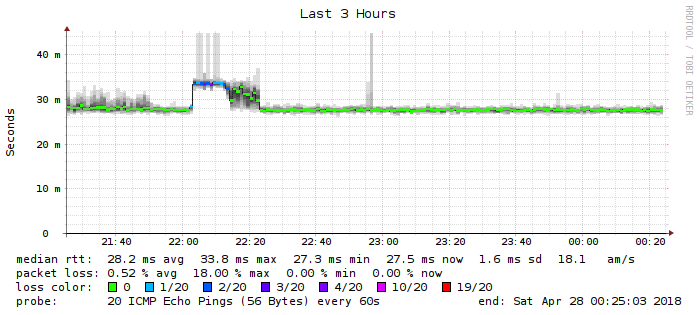 Last 3 Hours
RRDTOOL / TOBI OETIKER
Seconds
40 m
30 m
20 m
10 m
0
21:40 22:00 22:20 22:40 23:00 23:20 23:40 00:00 00:20
median rtt: 28.2 ms avg 33.8 ms max 27.3 ms min 27.5 ms now 1.6 ms sd 18.1 am/s
packet loss: 0.52 % avg 18.00 % max 0.00 % min 0.00 % now
loss color: 0 1/20 2/20 3/20 4/20 10/20 19/20
probe: 20 ICMP Echo Pings (56 Bytes) every 60s end: Sat Apr 28 00:25:03 2018